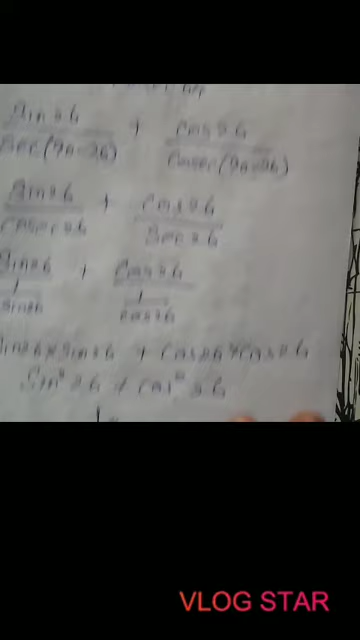 Sin 26 + Cos 26
Sec(90-26) Cosec(90-26)
Sin 26 + Cos 26
Cosec 26 Sec 26
Sin 26 + Cos 26
1 1
Sin 26 Cos 26
Sin 26 × Sin 26 + Cos 26 × Cos 26
Sin² 26 + Cos² 26
VLOG STAR